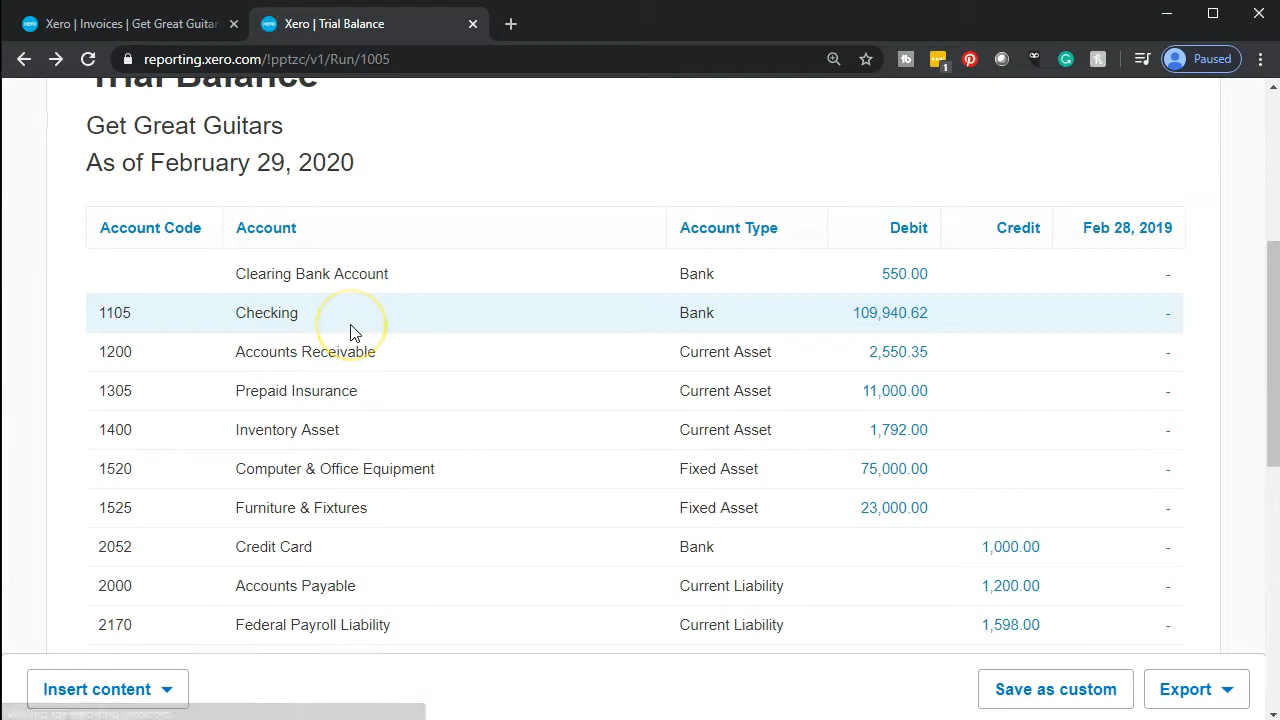 Xero | Invoices | Get Great Guitar
Xero | Trial Balance
reporting.xero.com/!pptzc/v1/Run/1005
1
Paused
Trial Balance
Get Great Guitars
As of February 29, 2020
Account Code Account Account Type Debit Credit Feb 28, 2019
Clearing Bank Account Bank 550.00 -
1105 Checking Bank 109,940.62 -
1200 Accounts Receivable Current Asset 2,550.35 -
1305 Prepaid Insurance Current Asset 11,000.00 -
1400 Inventory Asset Current Asset 1,792.00 -
1520 Computer & Office Equipment Fixed Asset 75,000.00 -
1525 Furniture & Fixtures Fixed Asset 23,000.00 -
2052 Credit Card Bank 1,000.00 -
2000 Accounts Payable Current Liability 1,200.00 -
2170 Federal Payroll Liability Current Liability 1,598.00 -
Insert content Save as custom Export